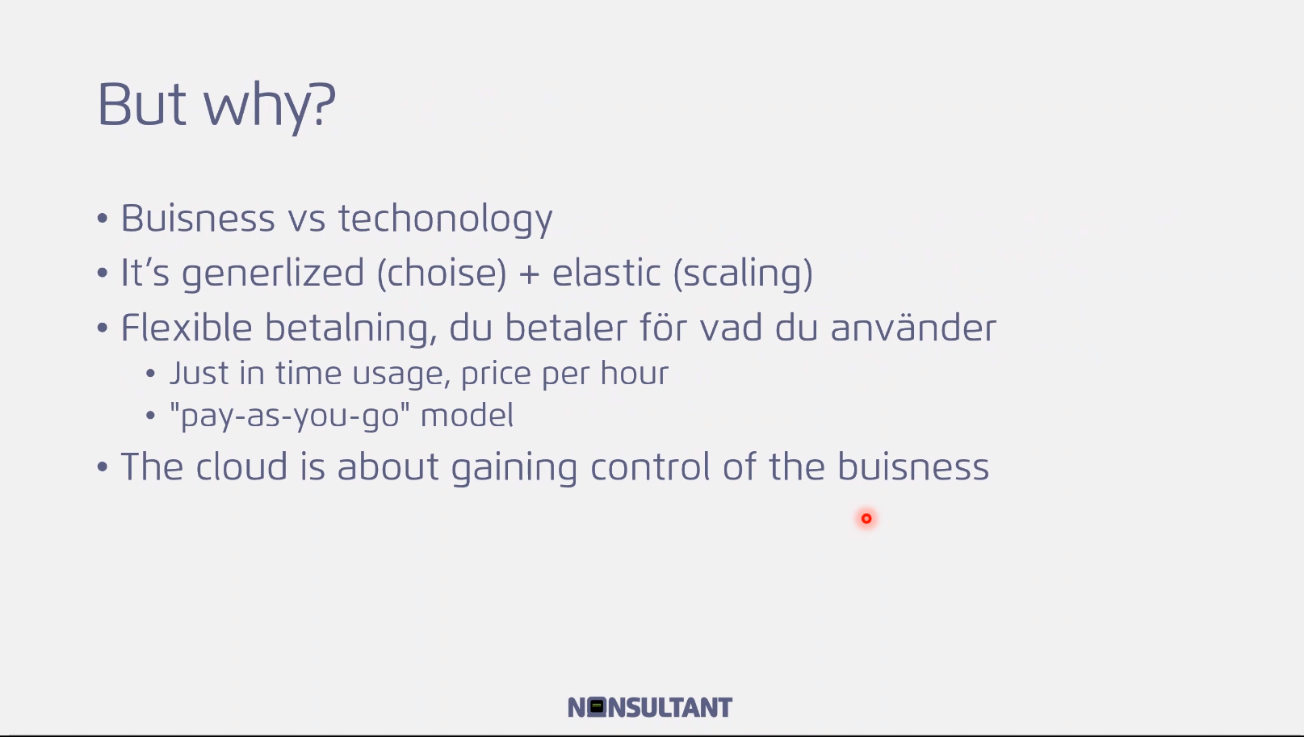 But why?
• Buisness vs techonology
• It's generlized (choise) + elastic (scaling)
• Flexible betalning, du betaler för vad du använder
• Just in time usage, price per hour
• "pay-as-you-go" model
• The cloud is about gaining control of the buisness
NONSULTANT